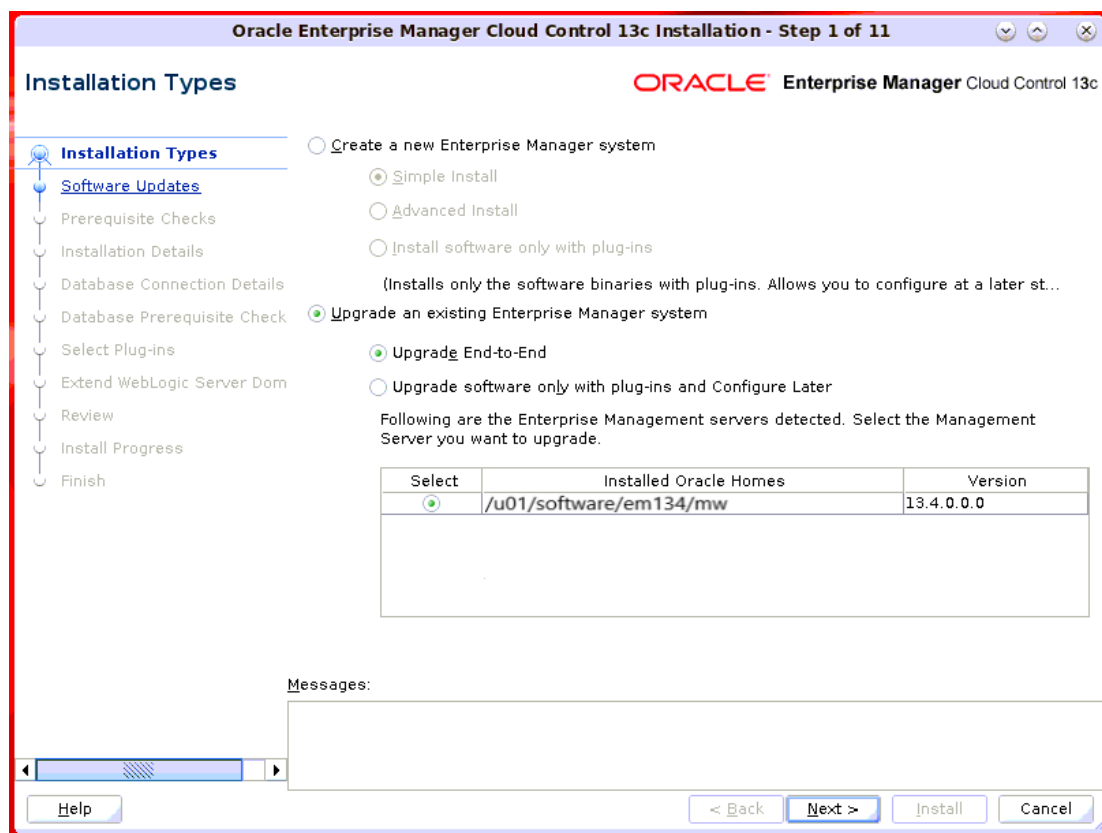 Oracle Enterprise Manager Cloud Control 13c Installation - Step 1 of 11
Installation Types
ORACLE Enterprise Manager Cloud Control 13c
Installation Types
Software Updates
Prerequisite Checks
Installation Details
Database Connection Details
Database Prerequisite Check
Select Plug-ins
Extend WebLogic Server Dom
Review
Install Progress
Finish
Create a new Enterprise Manager system
Simple Install
Advanced Install
Install software only with plug-ins
(Installs only the software binaries with plug-ins. Allows you to configure at a later st...
Upgrade an existing Enterprise Manager system
Upgrade End-to-End
Upgrade software only with plug-ins and Configure Later
Following are the Enterprise Management servers detected. Select the Management
Server you want to upgrade.
Select Installed Oracle Homes Version
/u01/software/em134/mw 13.4.0.0.0
Messages:
Help < Back Next > Install Cancel